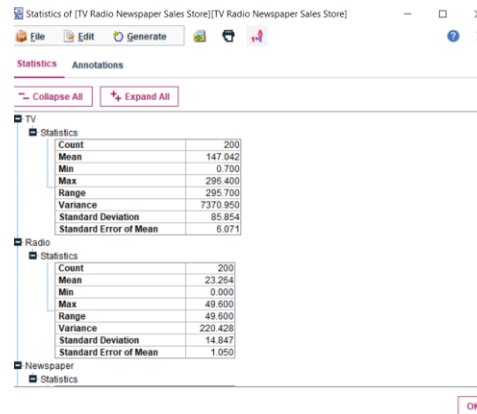 Statistics of [TV Radio Newspaper Sales Store][TV Radio Newspaper Sales Store]
File Edit Generate
Statistics Annotations
Collapse All Expand All
TV
Statistics
Count 200
Mean 147.042
Min 0.700
Max 296.400
Range 295.700
Variance 7370.950
Standard Deviation 85.854
Standard Error of Mean 6.071
Radio
Statistics
Count 200
Mean 23.264
Min 0.000
Max 49.600
Range 49.600
Variance 220.428
Standard Deviation 14.847
Standard Error of Mean 1.050
Newspaper
Statistics
OK